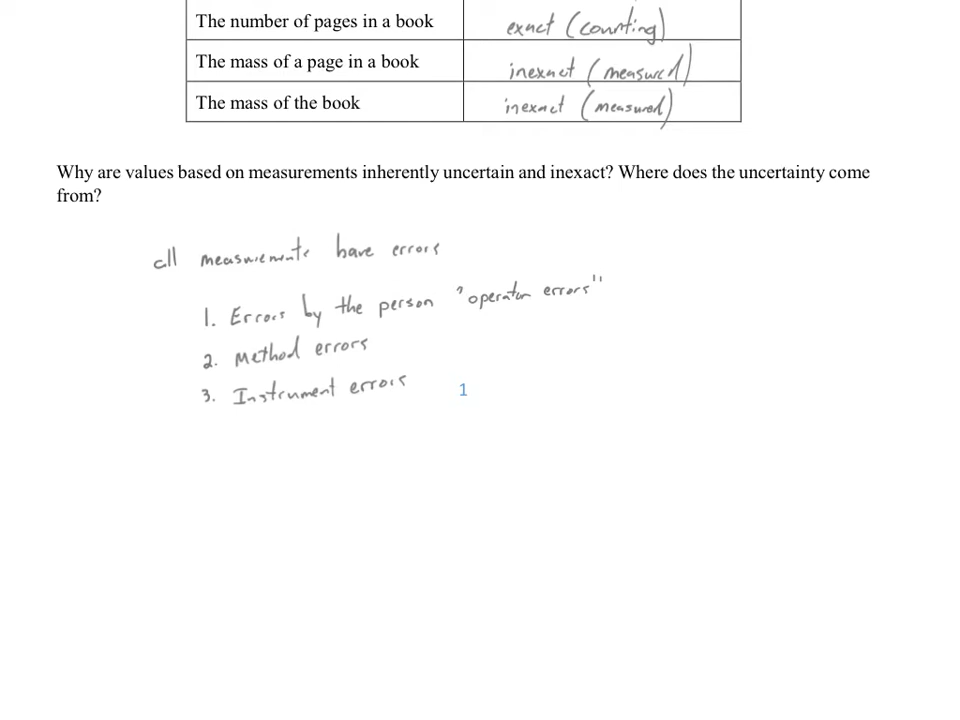 The number of pages in a book exact (counting)
The mass of a page in a book inexact (measured)
The mass of the book inexact (measured)
Why are values based on measurements inherently uncertain and inexact? Where does the uncertainty come
from?
all measurements have errors
1. Errors by the person "operator errors"
2. Method errors
3. Instrument errors 1